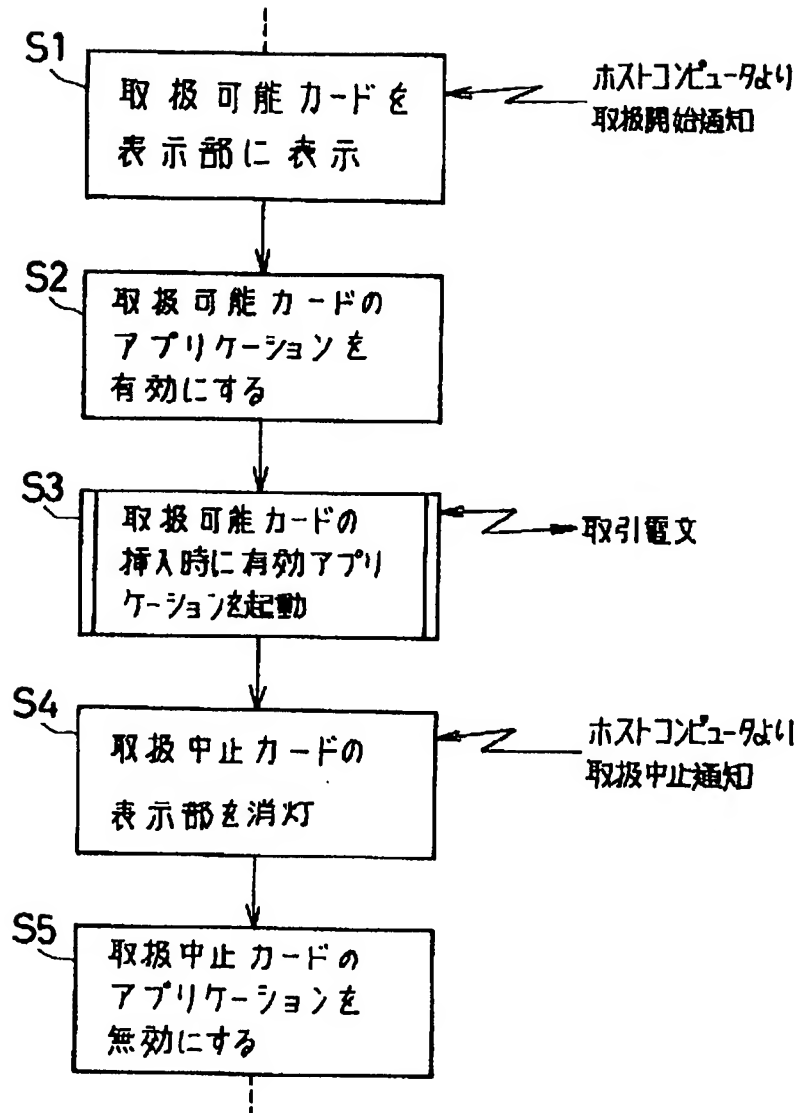 S1
取扱可能カードを
表示部に表示
ホストコンピュータより
取扱開始通知
S2
取扱可能カードの
アプリケーションを
有効にする
S3
取扱可能カードの
挿入時に有効アプリ
ケーションを起動
取引電文
S4
取扱中止カードの
表示部を消灯
ホストコンピュータより
取扱中止通知
S5
取扱中止カードの
アプリケーションを
無効にする